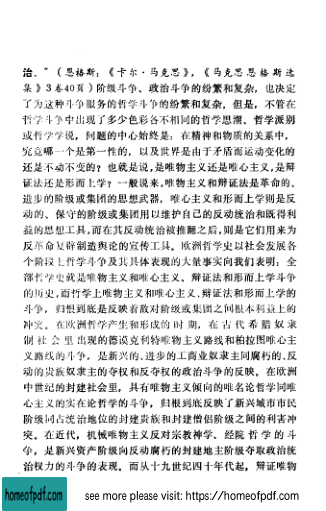 治。”(恩格斯:《卡尔·马克思》,《马克思恩格斯选
集》3卷40页)阶级斗争、政治斗争的纷繁和复杂,也决定
了为这种斗争服务的哲学斗争的纷繁和复杂。但是,不管在
哲学斗争中出现了多少色彩各不相同的哲学思潮、哲学派别
或哲学学说,问题的中心始终是:在精神和物质的关系中,
究竟哪一个是第一性的,以及世界是由于矛盾而运动变化的
还是不动不变的?也就是说,是唯物主义还是唯心主义,是辩
证法还是形而上学?一般说来,唯物主义和辩证法是革命的、
进步的阶级或集团的思想武器,唯心主义和形而上学则是反
动的、保守的阶级或集团用以维护自己的反动统治和既得利
益的思想工具,而在其反动统治被推翻之后,则是它们用来为
反革命复辟制造舆论的宣传工具。欧洲哲学史以社会发展各
个阶段上哲学斗争及其具体表现的大量事实向我们表明:全
部哲学史就是唯物主义和唯心主义、辩证法和形而上学斗争
的历史,而哲学上唯物主义和唯心主义、辩证法和形而上学的
斗争,归根到底是反映着敌对阶级或集团之间根本利益上的
冲突。在欧洲哲学产生和形成的时期,在古代希腊奴隶
制社会里出现的德谟克利特唯物主义路线和柏拉图唯心主
义路线的斗争,是新兴的、进步的工商业奴隶主同腐朽的、反
动的贵族奴隶主的夺权和反夺权的政治斗争的反映。在欧洲
中世纪的封建社会里,具有唯物主义倾向的唯名论哲学同唯
心主义的实在论哲学的斗争,归根到底反映了新兴城市市民
阶级同占统治地位的封建贵族和封建僧侣阶级之间的利害冲
突。在近代,机械唯物主义反对宗教神学、经院哲学的斗
争,是新兴资产阶级向反动腐朽的封建地主阶级夺取政治统
治权力的斗争的表现。而从十九世纪四十年代起,辩证唯物
homeofpdf.com
see more please visit: https://homeofpdf.com